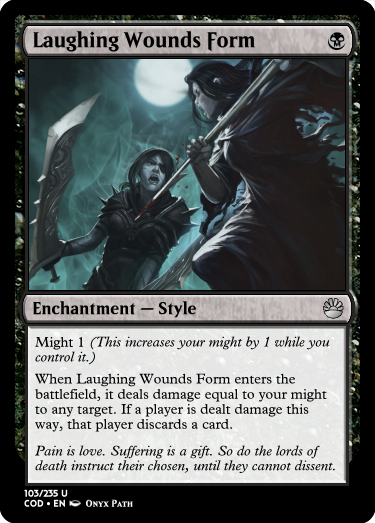 Laughing Wounds Form
Enchantment — Style
Might 1 (This increases your might by 1 while you
control it.)
When Laughing Wounds Form enters the
battlefield, it deals damage equal to your might
to any target. If a player is dealt damage this
way, that player discards a card.
Pain is love. Suffering is a gift. So do the lords of
death instruct their chosen, until they cannot dissent.
103/235 U
COD • EN Onyx Path